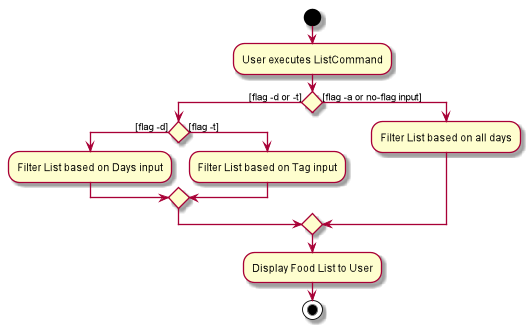 User executes ListCommand
[flag -d or -t]
[flag -a or no-flag input]
[flag -d]
[flag -t]
Filter List based on all days
Filter List based on Days input
Filter List based on Tag input
Display Food List to User